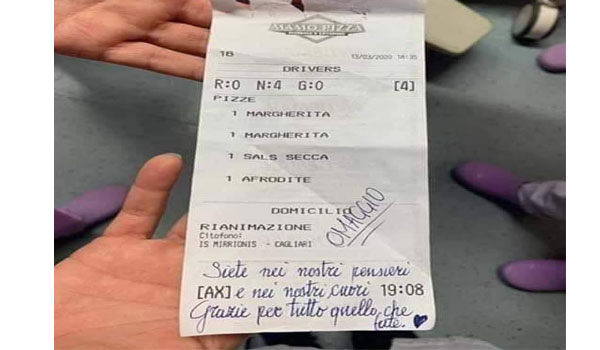 MAMO PIZZA
18 13/03/2020 14:35
DRIVERS
R:0 N:4 G:0 [4]
PIZZE
1 MARGHERITA
1 MARGHERITA
1 SALS SECCA
1 AFRODITE
DOMICILIO
RIANIMAZIONE
OMAGGIO
Citofono:
IS MIRRIONIS - CAGLIARI
Siete nei nostri pensieri
[AX] e nei nostri cuori 19:08
Grazie per tutto quello che
fate.